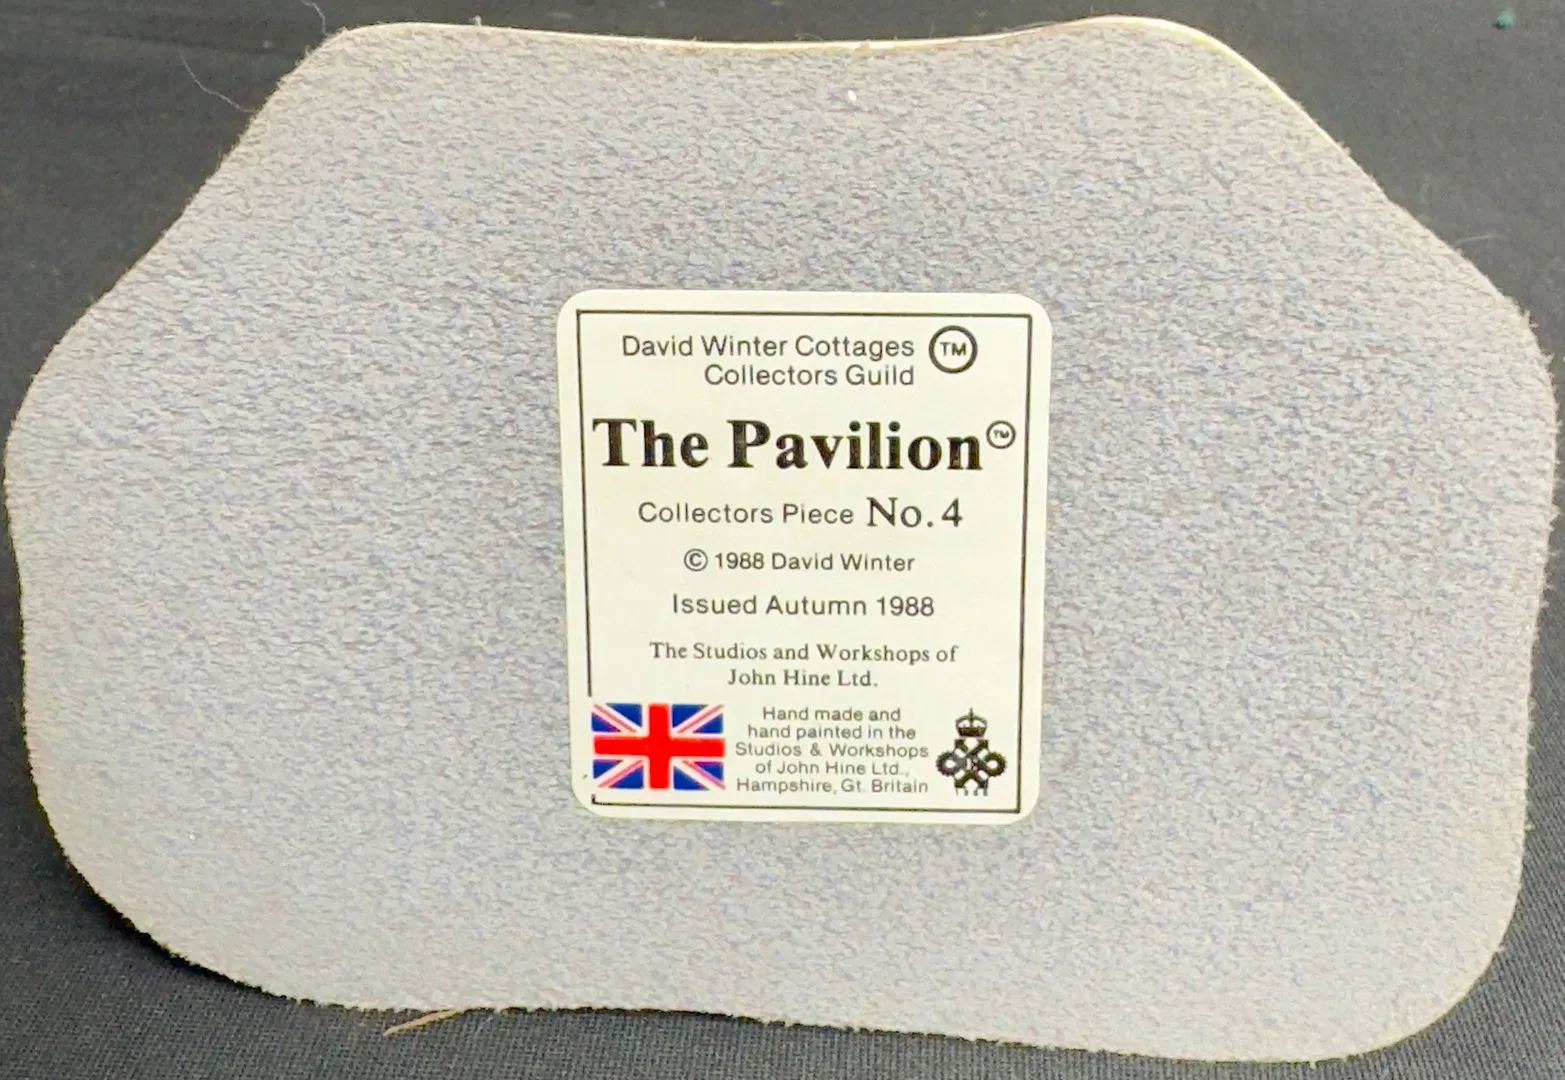 David Winter Cottages TM
Collectors Guild
The Pavilion TM
Collectors Piece No. 4
© 1988 David Winter
Issued Autumn 1988
The Studios and Workshops of
John Hine Ltd.
Hand made and
hand painted in the
Studios & Workshops
of John Hine Ltd.,
Hampshire, Gt. Britain